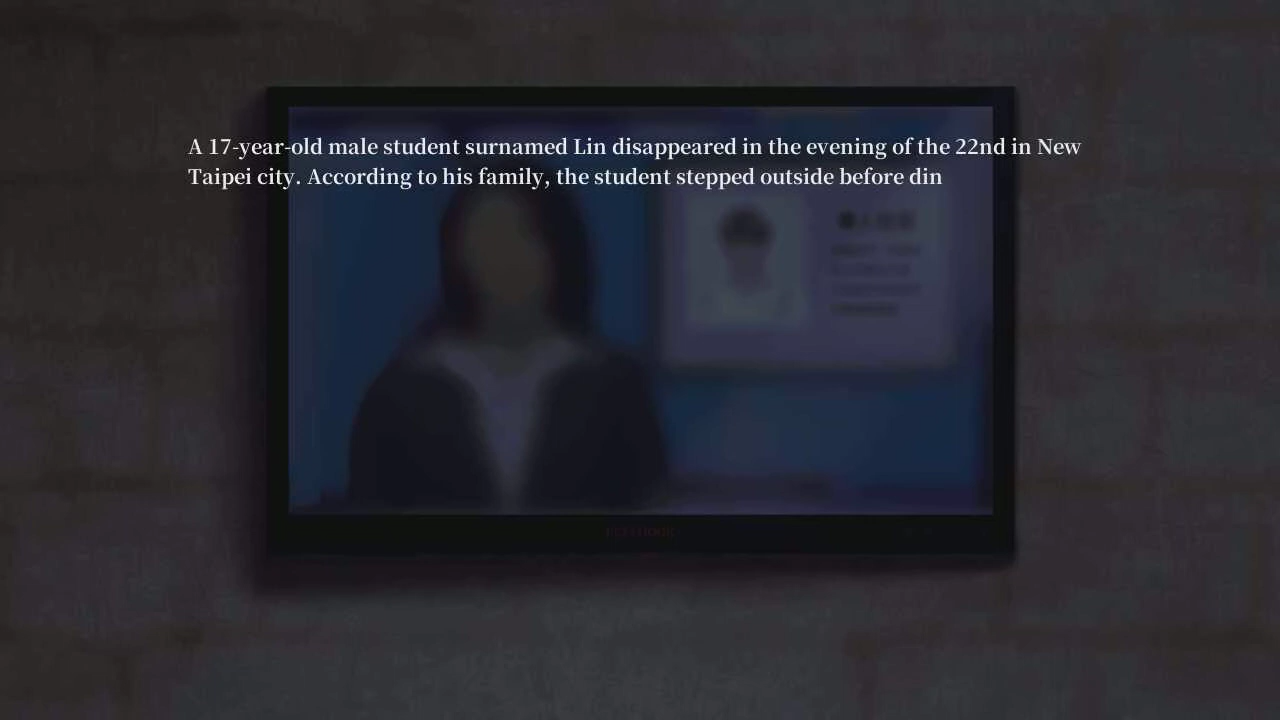 A 17-year-old male student surnamed Lin disappeared in the evening of the 22nd in New
Taipei city. According to his family, the student stepped outside before din